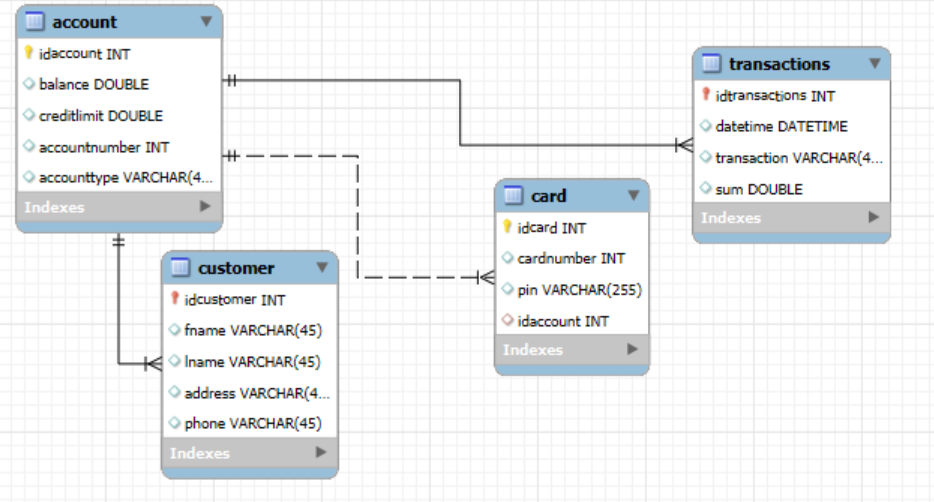 account
idaccount INT
balance DOUBLE
creditlimit DOUBLE
accountnumber INT
accounttype VARCHAR(4...
Indexes
transactions
idtransactions INT
datetime DATETIME
transaction VARCHAR(4...
sum DOUBLE
Indexes
card
idcard INT
cardnumber INT
pin VARCHAR(255)
idaccount INT
Indexes
customer
idcustomer INT
fname VARCHAR(45)
lname VARCHAR(45)
address VARCHAR(4...
phone VARCHAR(45)
Indexes